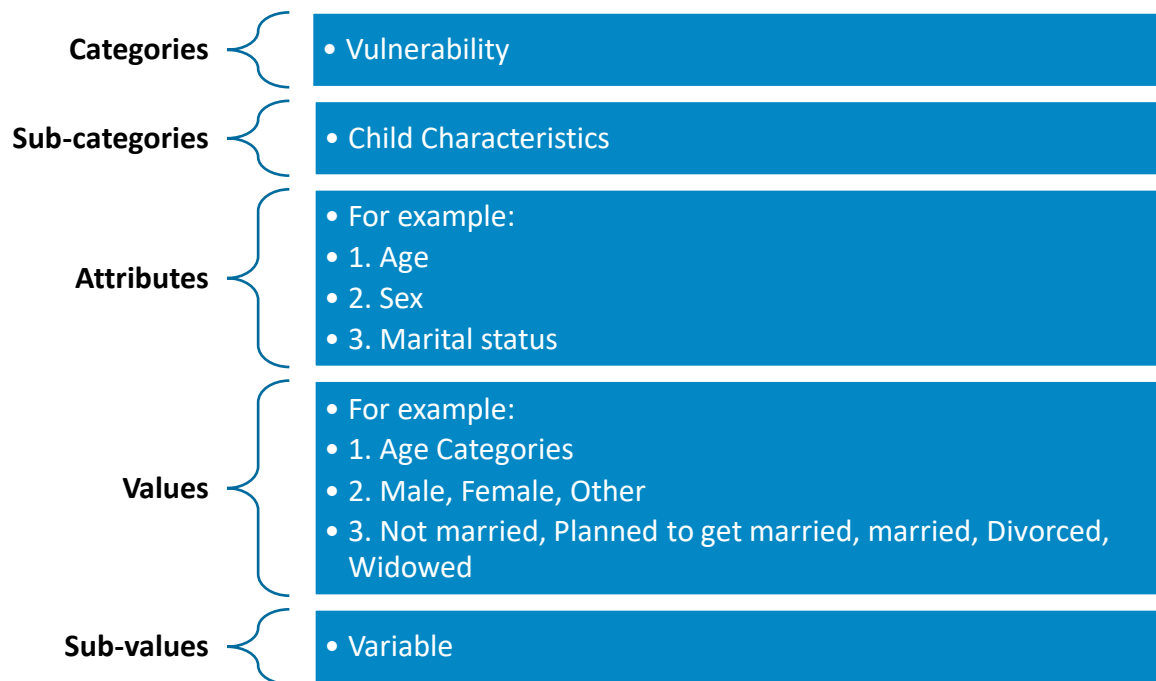 Categories
• Vulnerability
Sub-categories
• Child Characteristics
Attributes
• For example:
• 1. Age
• 2. Sex
• 3. Marital status
Values
• For example:
• 1. Age Categories
• 2. Male, Female, Other
• 3. Not married, Planned to get married, married, Divorced,
Widowed
Sub-values
• Variable